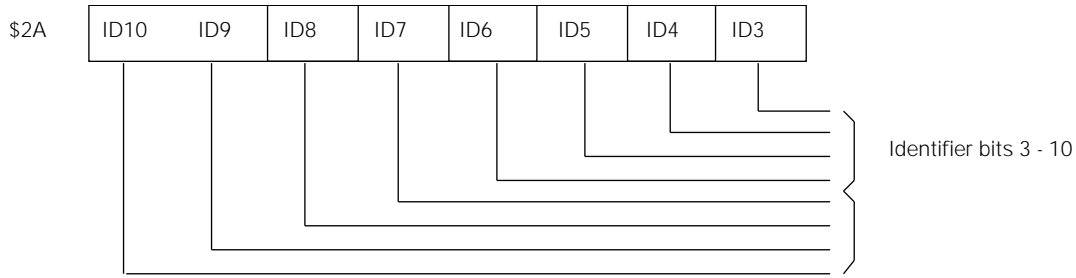 $2A ID10 ID9 ID8 ID7 ID6 ID5 ID4 ID3
Identifier bits 3 - 10